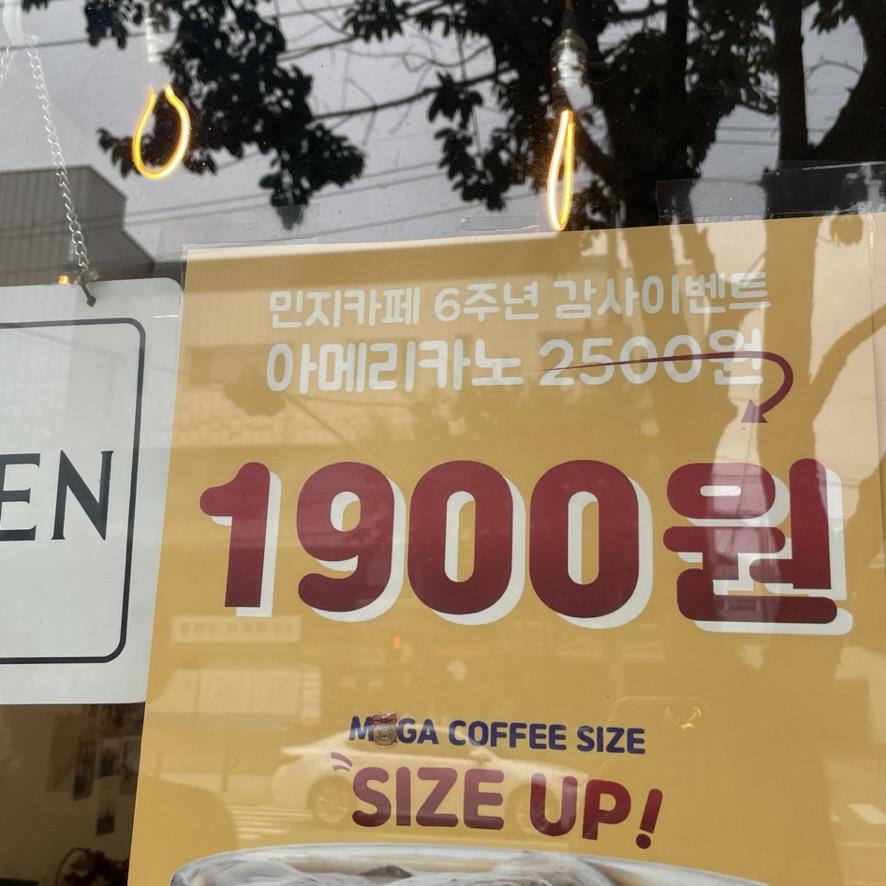 EN
민지카페 6주년 감사이벤트
아메리카노 2500원
1900원
M GA COFFEE SIZE
SIZE UP!